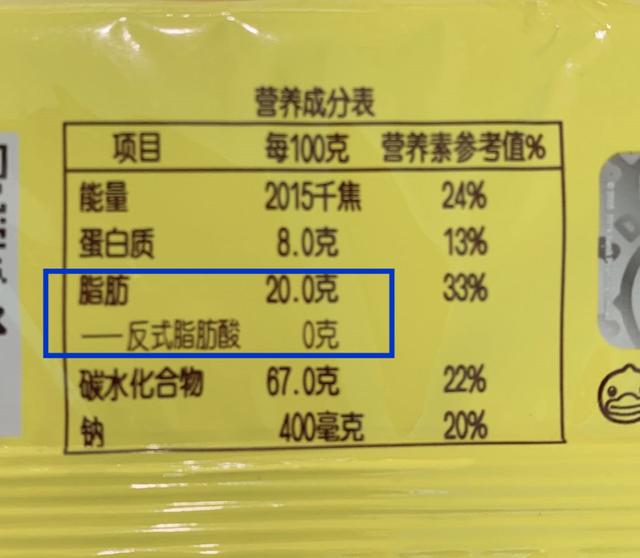 营养成分表
项目 每100克 营养素参考值%
能量 2015千焦 24%
蛋白质 8.0克 13%
脂肪 20.0克 33%
——反式脂肪酸 0克
碳水化合物 67.0克 22%
钠 400毫克 20%